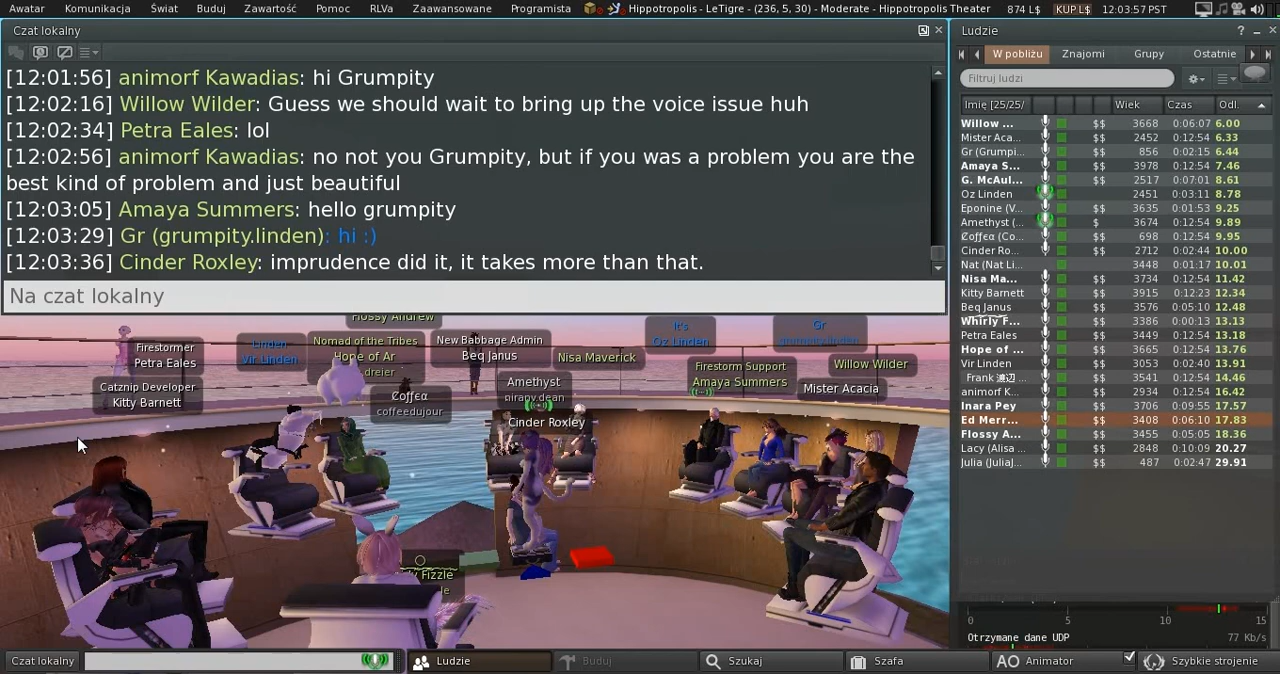 Awatar Komunikacja Świat Buduj Zawartość Pomoc RLVa Zaawansowane Programista Hippotropolis - LeTigre - (236, 5, 30) - Moderate - Hippotropolis Theater 874 L$ KUP L$ 12:03:57 PST
Czat lokalny
[12:01:56] animorf Kawadias: hi Grumpity
[12:02:16] Willow Wilder: Guess we should wait to bring up the voice issue huh
[12:02:34] Petra Eales: lol
[12:02:56] animorf Kawadias: no not you Grumpity, but if you was a problem you are the
best kind of problem and just beautiful
[12:03:05] Amaya Summers: hello grumpity
[12:03:29] Gr (grumpity.linden): hi :)
[12:03:36] Cinder Roxley: imprudence did it, it takes more than that.
Na czat lokalny
Flossy Andrew
Firestormer
Petra Eales
Linden
Vir Linden
Nomad of the Tribes
Hope of Ar
.dreier
New Babbage Admin
Beq Janus
Nisa Maverick
It's
Oz Linden
Gr
grumpity.linden
Catznip Developer
Kitty Barnett
Coffee
coffeedujour
Amethyst
Cinder Roxley
Firestorm Support
Amaya Summers
Willow Wilder
Mister Acacia
Fizzle
Ludzie
W pobliżu Znajomi Grupy Ostatnie
Filtruj ludzi
Imię [25/25/ Wiek Czas Odl.
Willow ... $$ 3668 0:06:07 6.00
Mister Aca... $$ 2452 0:12:54 6.33
Gr (Grumpi... $$ 856 0:02:15 6.44
Amaya S... $$ 3978 0:12:54 7.46
G. McAul... $$ 2517 0:07:01 8.61
Oz Linden 2451 0:03:11 8.78
Eponine (V... $$ 3635 0:01:53 9.25
Amethyst (... $ 3674 0:12:54 9.89
Ȼoƒƒєα (Co... $$ 698 0:12:54 9.95
Cinder Ro... $$ 2712 0:02:44 10.00
Nat (Nat Li... 3448 0:01:17 10.01
Nisa Ma... $$ 3734 0:12:54 11.42
Kitty Barnett $$ 3915 0:12:23 12.34
Beq Janus $$ 3576 0:05:10 12.48
Whirly F... $$ 3386 0:00:13 13.13
Petra Eales $$ 3449 0:12:54 13.18
Hope of ... $$ 3665 0:12:54 13.76
Vir Linden $$ 3053 0:02:40 13.91
Frank 渡辺 ... $$ 3541 0:12:54 14.46
animorf K... $$ 2934 0:12:54 16.42
Inara Pey $$ 3706 0:09:55 17.57
Ed Merr... $$ 3408 0:06:10 17.83
Flossy A... $$ 3455 0:05:05 18.36
Lacy (Alisa ... $$ 2848 0:10:09 20.27
Julia (JuliaJ... $$ 487 0:02:47 29.91
0 5 10 15
Otrzymane dane UDP 77 Kb/s
Czat lokalny Ludzie Buduj Szukaj Szafa AO Animator Szybkie strojenie